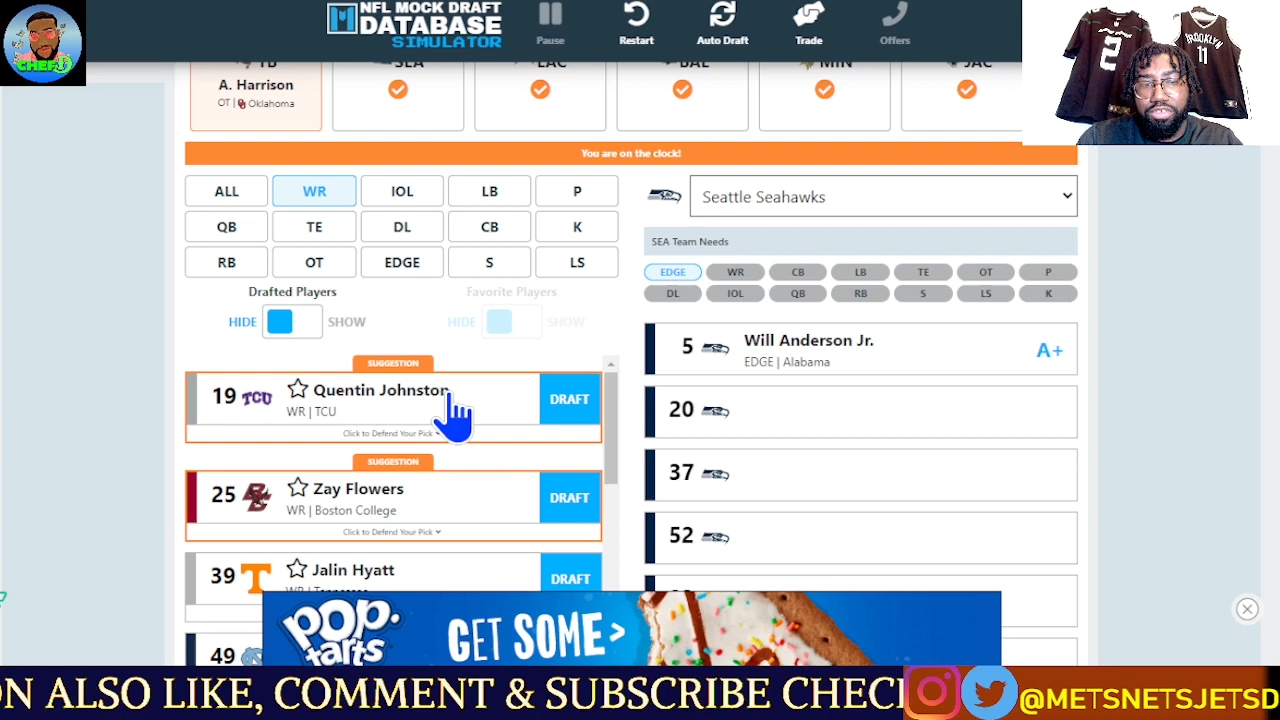 CHEF
NFL MOCK DRAFT
DATABASE
SIMULATOR
Pause
Restart
Auto Draft
Trade
Offers
TB
SEA
LAC
BAL
MIN
JAC
A. Harrison
OT | Oklahoma
2
BROOKLYN
11
You are on the clock!
ALL
WR
IOL
LB
P
QB
TE
DL
CB
K
RB
OT
EDGE
S
LS
Seattle Seahawks
SEA Team Needs
EDGE
WR
CB
LB
TE
OT
P
DL
IOL
QB
RB
S
LS
K
Drafted Players
Favorite Players
HIDE
SHOW
HIDE
SHOW
SUGGESTION
19 TCU Quentin Johnston
WR | TCU
DRAFT
Click to Defend Your Pick
SUGGESTION
25 Zay Flowers
WR | Boston College
DRAFT
Click to Defend Your Pick
39 T Jalin Hyatt
DRAFT
49
5 Will Anderson Jr.
EDGE | Alabama
A+
20
37
52
pop.
tarts
GET SOME>
ON ALSO LIKE, COMMENT & SUBSCRIBE CHEC
@METSNETSJETSD